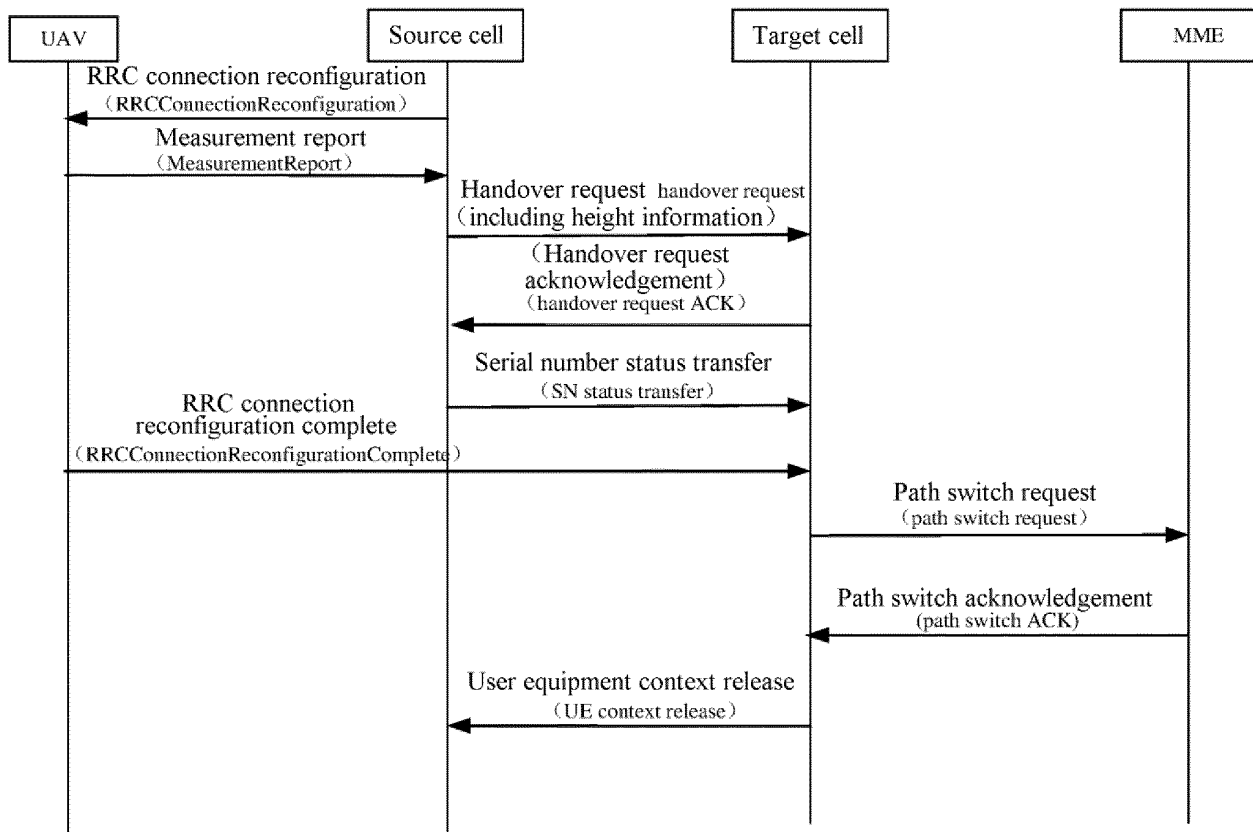 UAV
Source cell
Target cell
MME
RRC connection reconfiguration
（RRCConnectionReconfiguration）
Measurement report
（MeasurementReport）
Handover request handover request
（including height information）
(Handover request
acknowledgement）
（handover request ACK）
Serial number status transfer
（SN status transfer）
RRC connection
reconfiguration complete
（RRCConnectionReconfigurationComplete）
Path switch request
（path switch request）
Path switch acknowledgement
(path switch ACK)
User equipment context release
（UE context release）